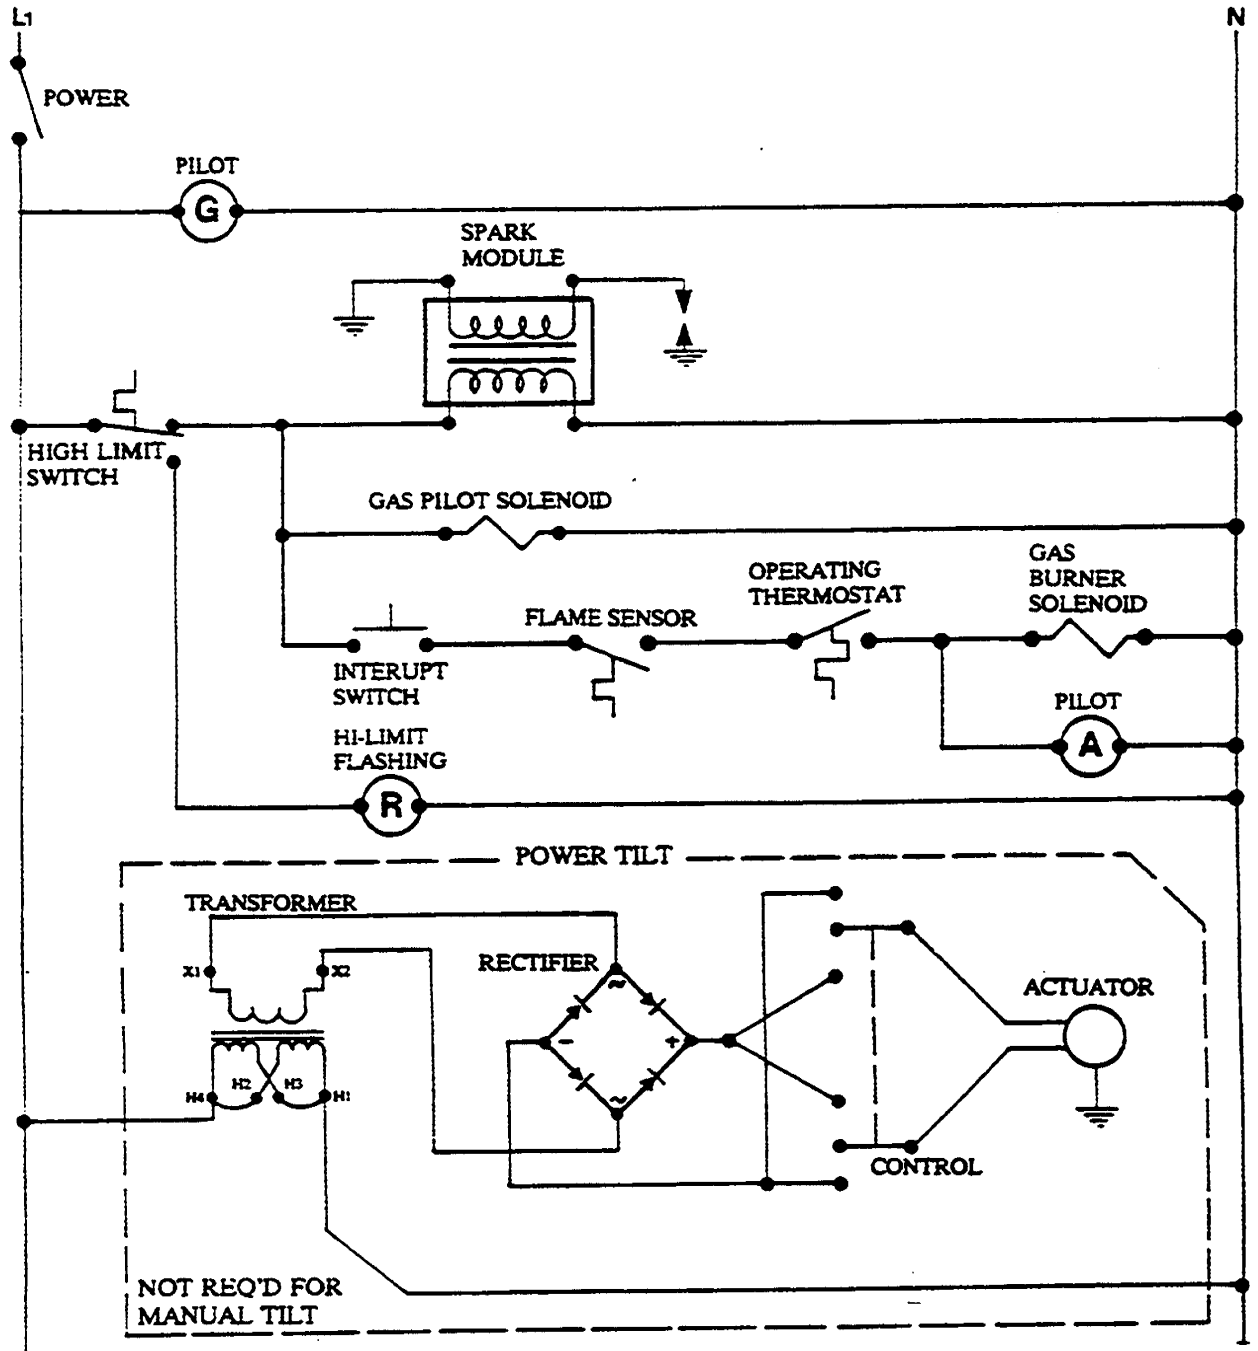 L1
N
POWER
PILOT
G
SPARK
MODULE
HIGH LIMIT
SWITCH
GAS PILOT SOLENOID
GAS
BURNER
SOLENOID
OPERATING
THERMOSTAT
FLAME SENSOR
INTERUPT
SWITCH
PILOT
A
HI-LIMIT
FLASHING
R
POWER TILT
TRANSFORMER
X1
X2
RECTIFIER
~
-
+
~
ACTUATOR
H4
H2
H3
H1
CONTROL
NOT REQ'D FOR
MANUAL TILT